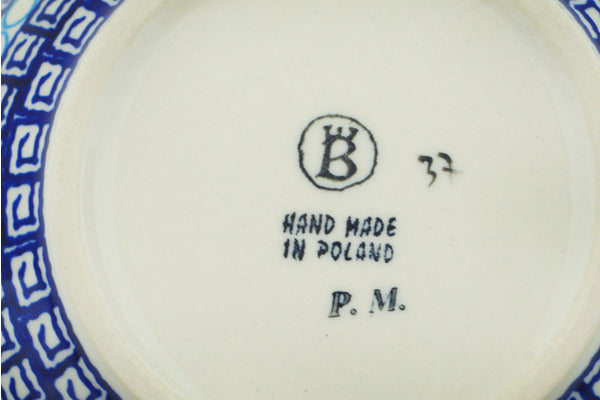 B
37
HAND MADE
IN POLAND
P. M.